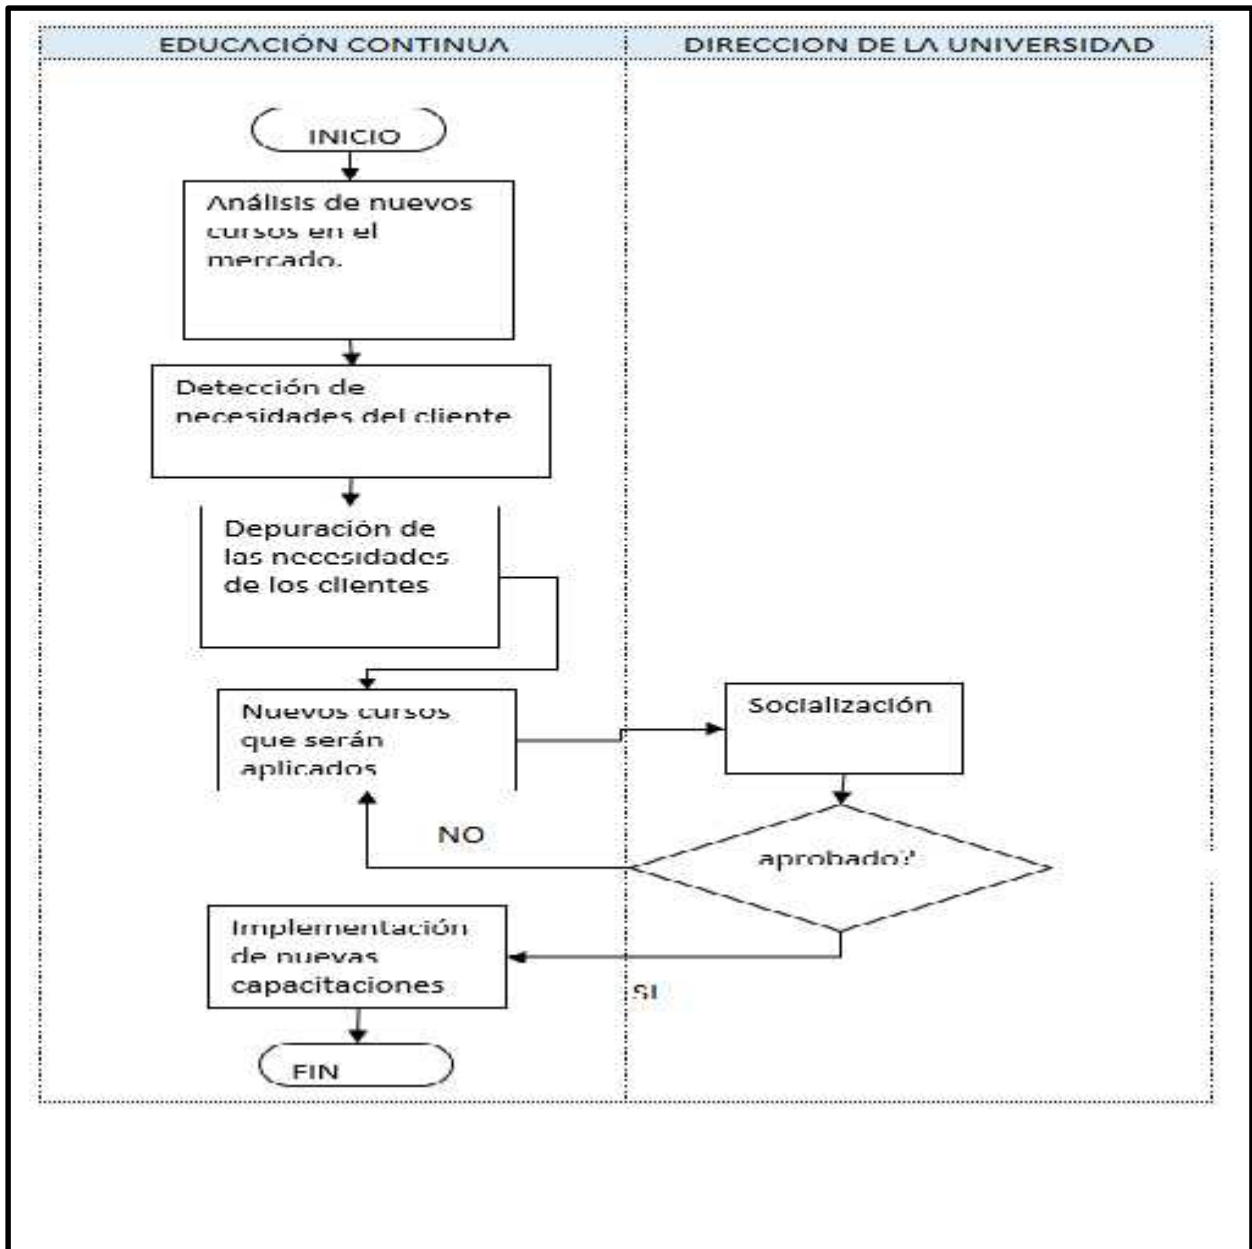 EDUCACIÓN CONTINUA
DIRECCION DE LA UNIVERSIDAD
INICIO
Análisis de nuevos
cursos en el
mercado.
Detección de
necesidades del cliente
Depuración de
las necesidades
de los clientes
Nuevos cursos
que serán
aplicados
Socialización
NO
aprobado?
Implementación
de nuevas
capacitaciones
SI
FIN